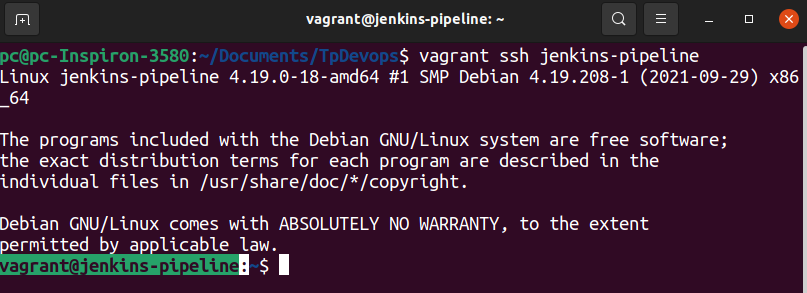 vagrant@jenkins-pipeline: ~
pc@pc-Inspiron-3580:~/Documents/TpDevops$ vagrant ssh jenkins-pipeline
Linux jenkins-pipeline 4.19.0-18-amd64 #1 SMP Debian 4.19.208-1 (2021-09-29) x86
_64
The programs included with the Debian GNU/Linux system are free software;
the exact distribution terms for each program are described in the
individual files in /usr/share/doc/*/copyright.
Debian GNU/Linux comes with ABSOLUTELY NO WARRANTY, to the extent
permitted by applicable law.
vagrant@jenkins-pipeline:~$